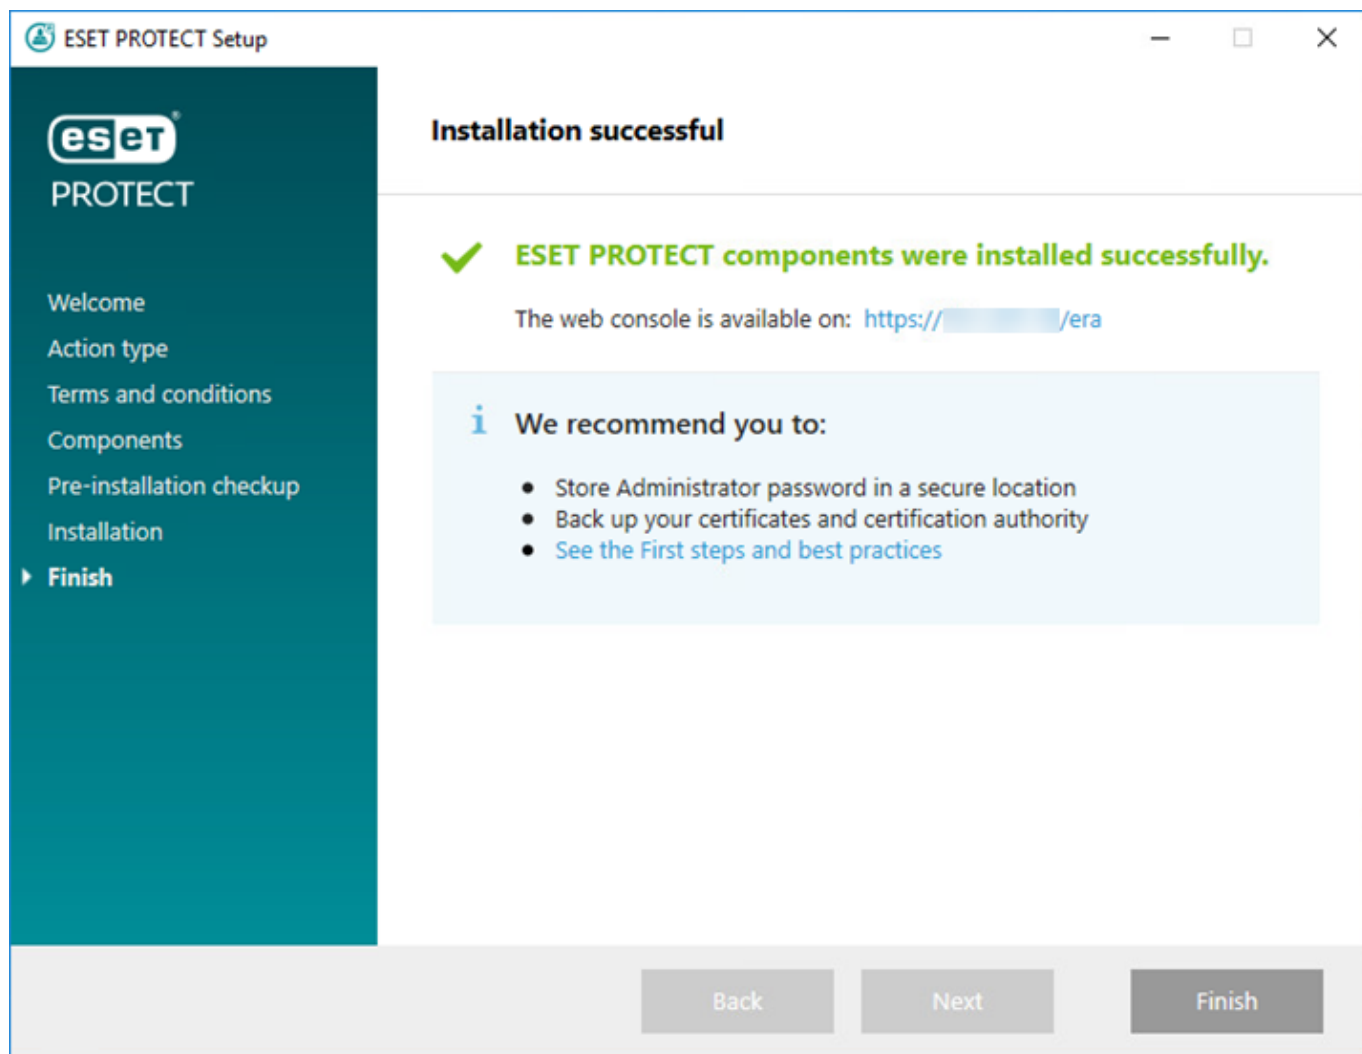 ESET PROTECT Setup
eset®
PROTECT
Welcome
Action type
Terms and conditions
Components
Pre-installation checkup
Installation
Finish
Installation successful
ESET PROTECT components were installed successfully.
The web console is available on: https:// /era
We recommend you to:
Store Administrator password in a secure location
Back up your certificates and certification authority
See the First steps and best practices
Back
Next
Finish